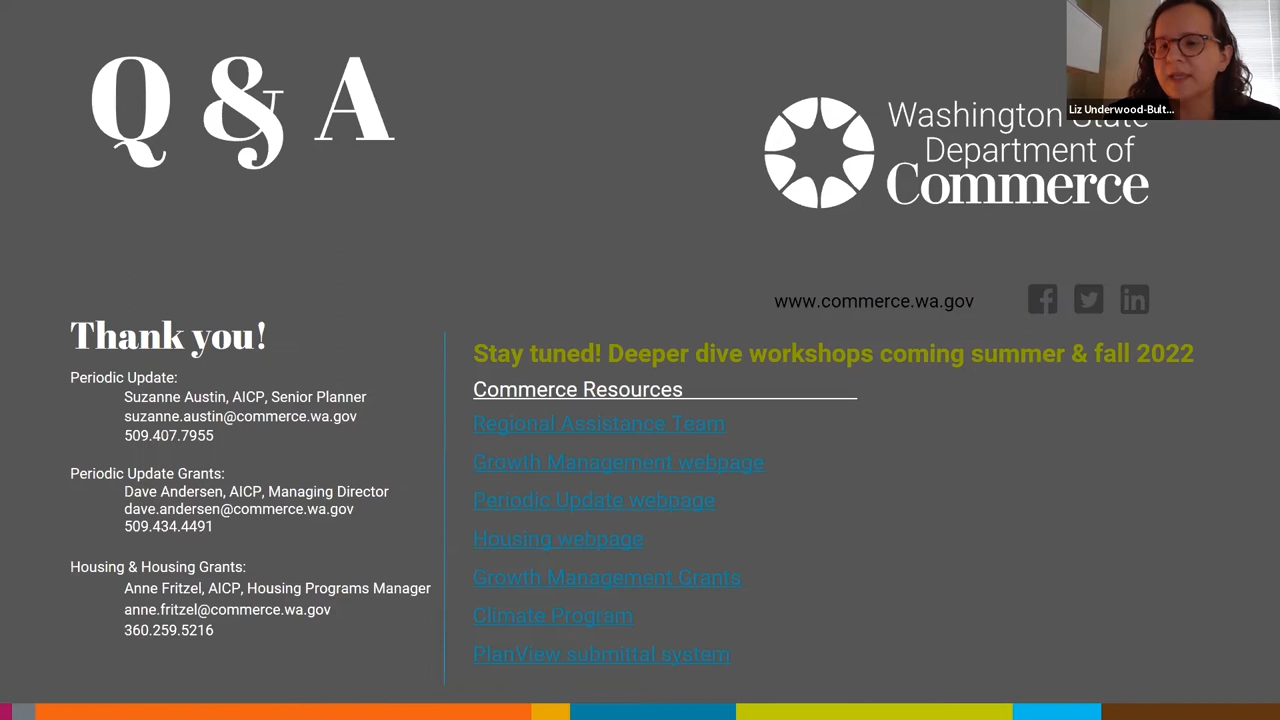 Q & A
Liz Underwood-Bult...
Washington State
Department of
Commerce
www.commerce.wa.gov
Thank you!
Periodic Update:
Suzanne Austin, AICP, Senior Planner
suzanne.austin@commerce.wa.gov
509.407.7955
Periodic Update Grants:
Dave Andersen, AICP, Managing Director
dave.andersen@commerce.wa.gov
509.434.4491
Housing & Housing Grants:
Anne Fritzel, AICP, Housing Programs Manager
anne.fritzel@commerce.wa.gov
360.259.5216
Stay tuned! Deeper dive workshops coming summer & fall 2022
Commerce Resources
Regional Assistance Team
Growth Management webpage
Periodic Update webpage
Housing webpage
Growth Management Grants
Climate Program
PlanView submittal system